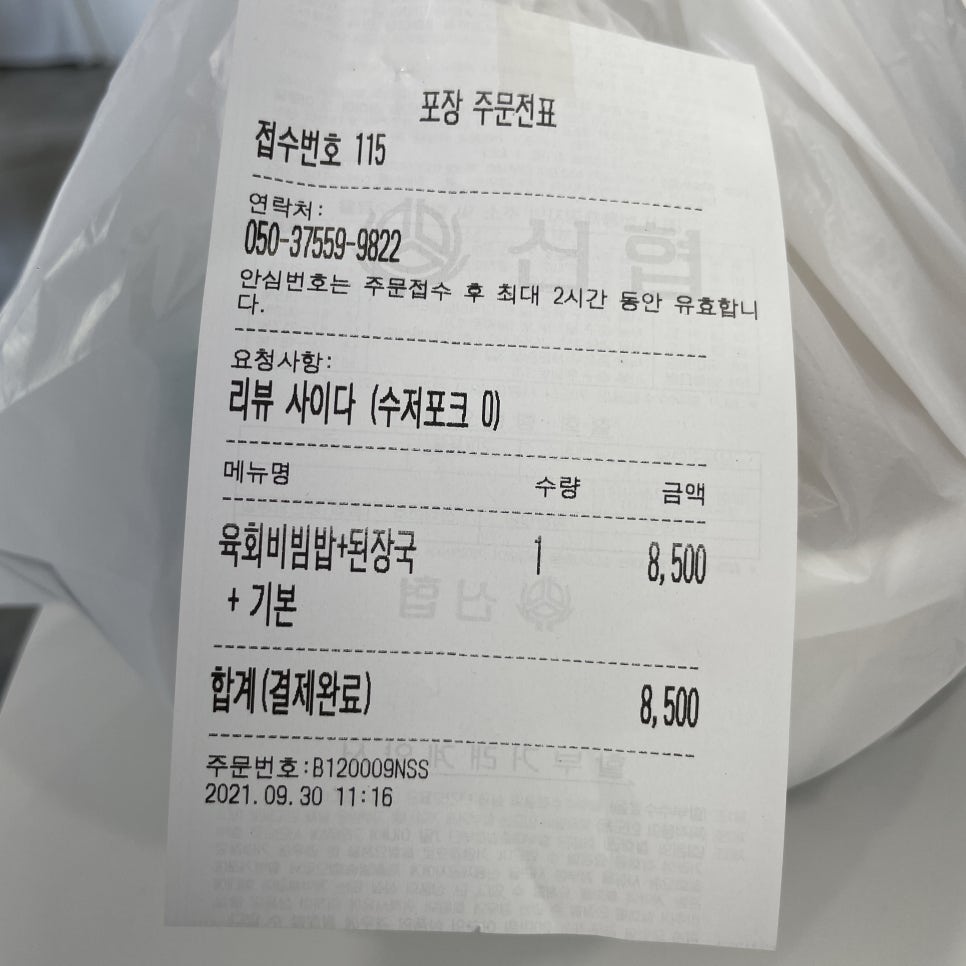 포장 주문전표
접수번호 115
연락처:
050-37559-9822
안심번호는 주문접수 후 최대 2시간 동안 유효합니
다.
요청사항:
리뷰 사이다 (수저포크 0)
메뉴명 수량 금액
육회비빔밥+된장국 1 8,500
+ 기본
합계(결제완료) 8,500
주문번호:B120009NSS
2021.09.30 11:16